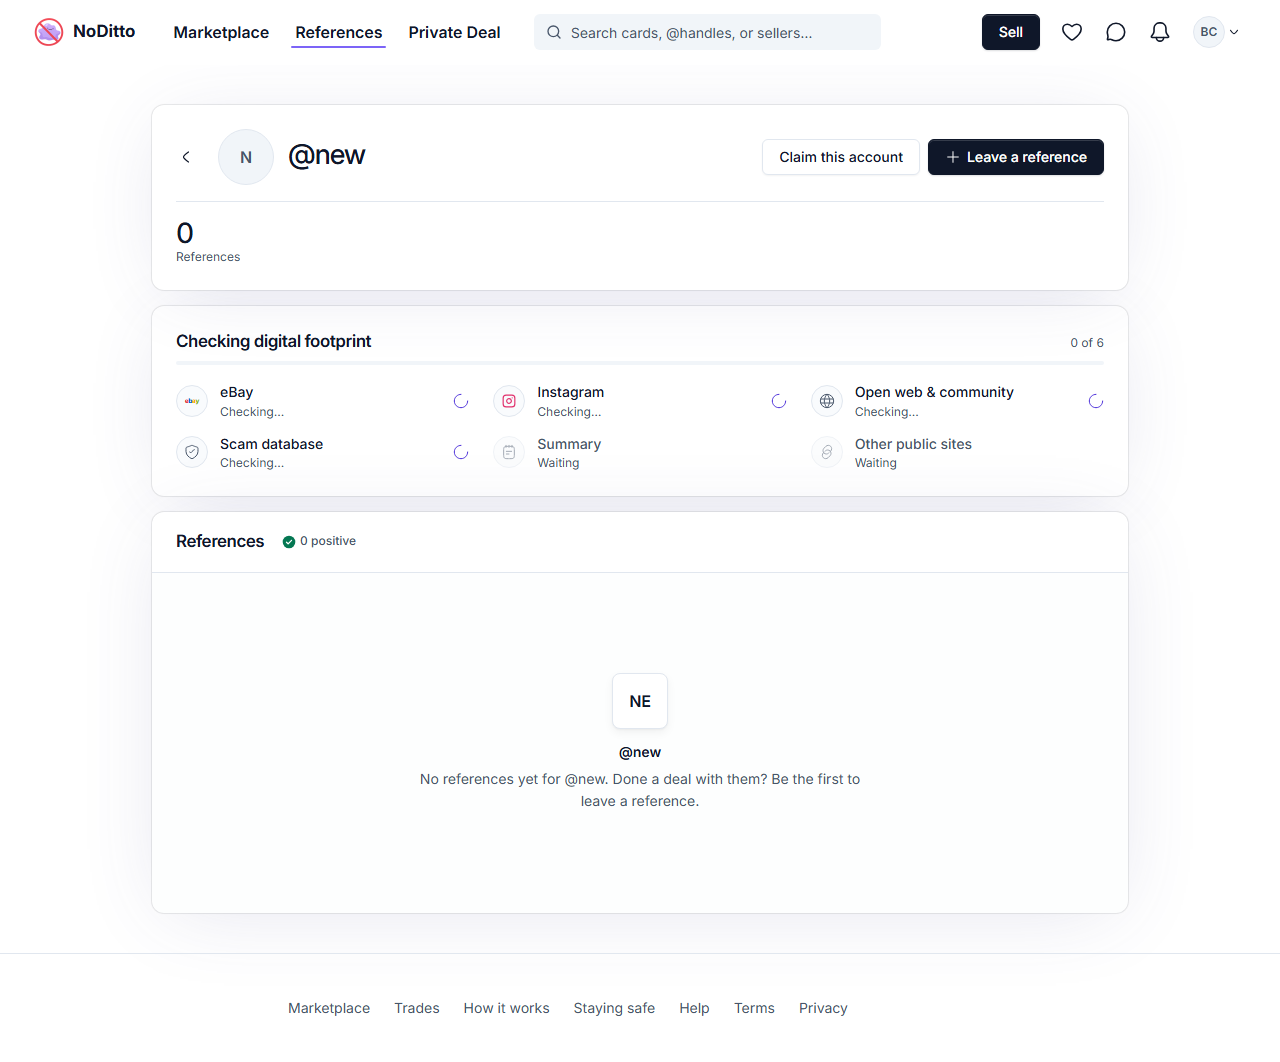 NoDitto
Marketplace
References
Private Deal
Search cards, @handles, or sellers...
Sell
BC
N
@new
Claim this account
Leave a reference
0
References
Checking digital footprint
0 of 6
ebay
eBay
Checking...
Instagram
Checking...
Open web & community
Checking...
Scam database
Checking...
Summary
Waiting
Other public sites
Waiting
References
0 positive
NE
@new
No references yet for @new. Done a deal with them? Be the first to
leave a reference.
Marketplace
Trades
How it works
Staying safe
Help
Terms
Privacy